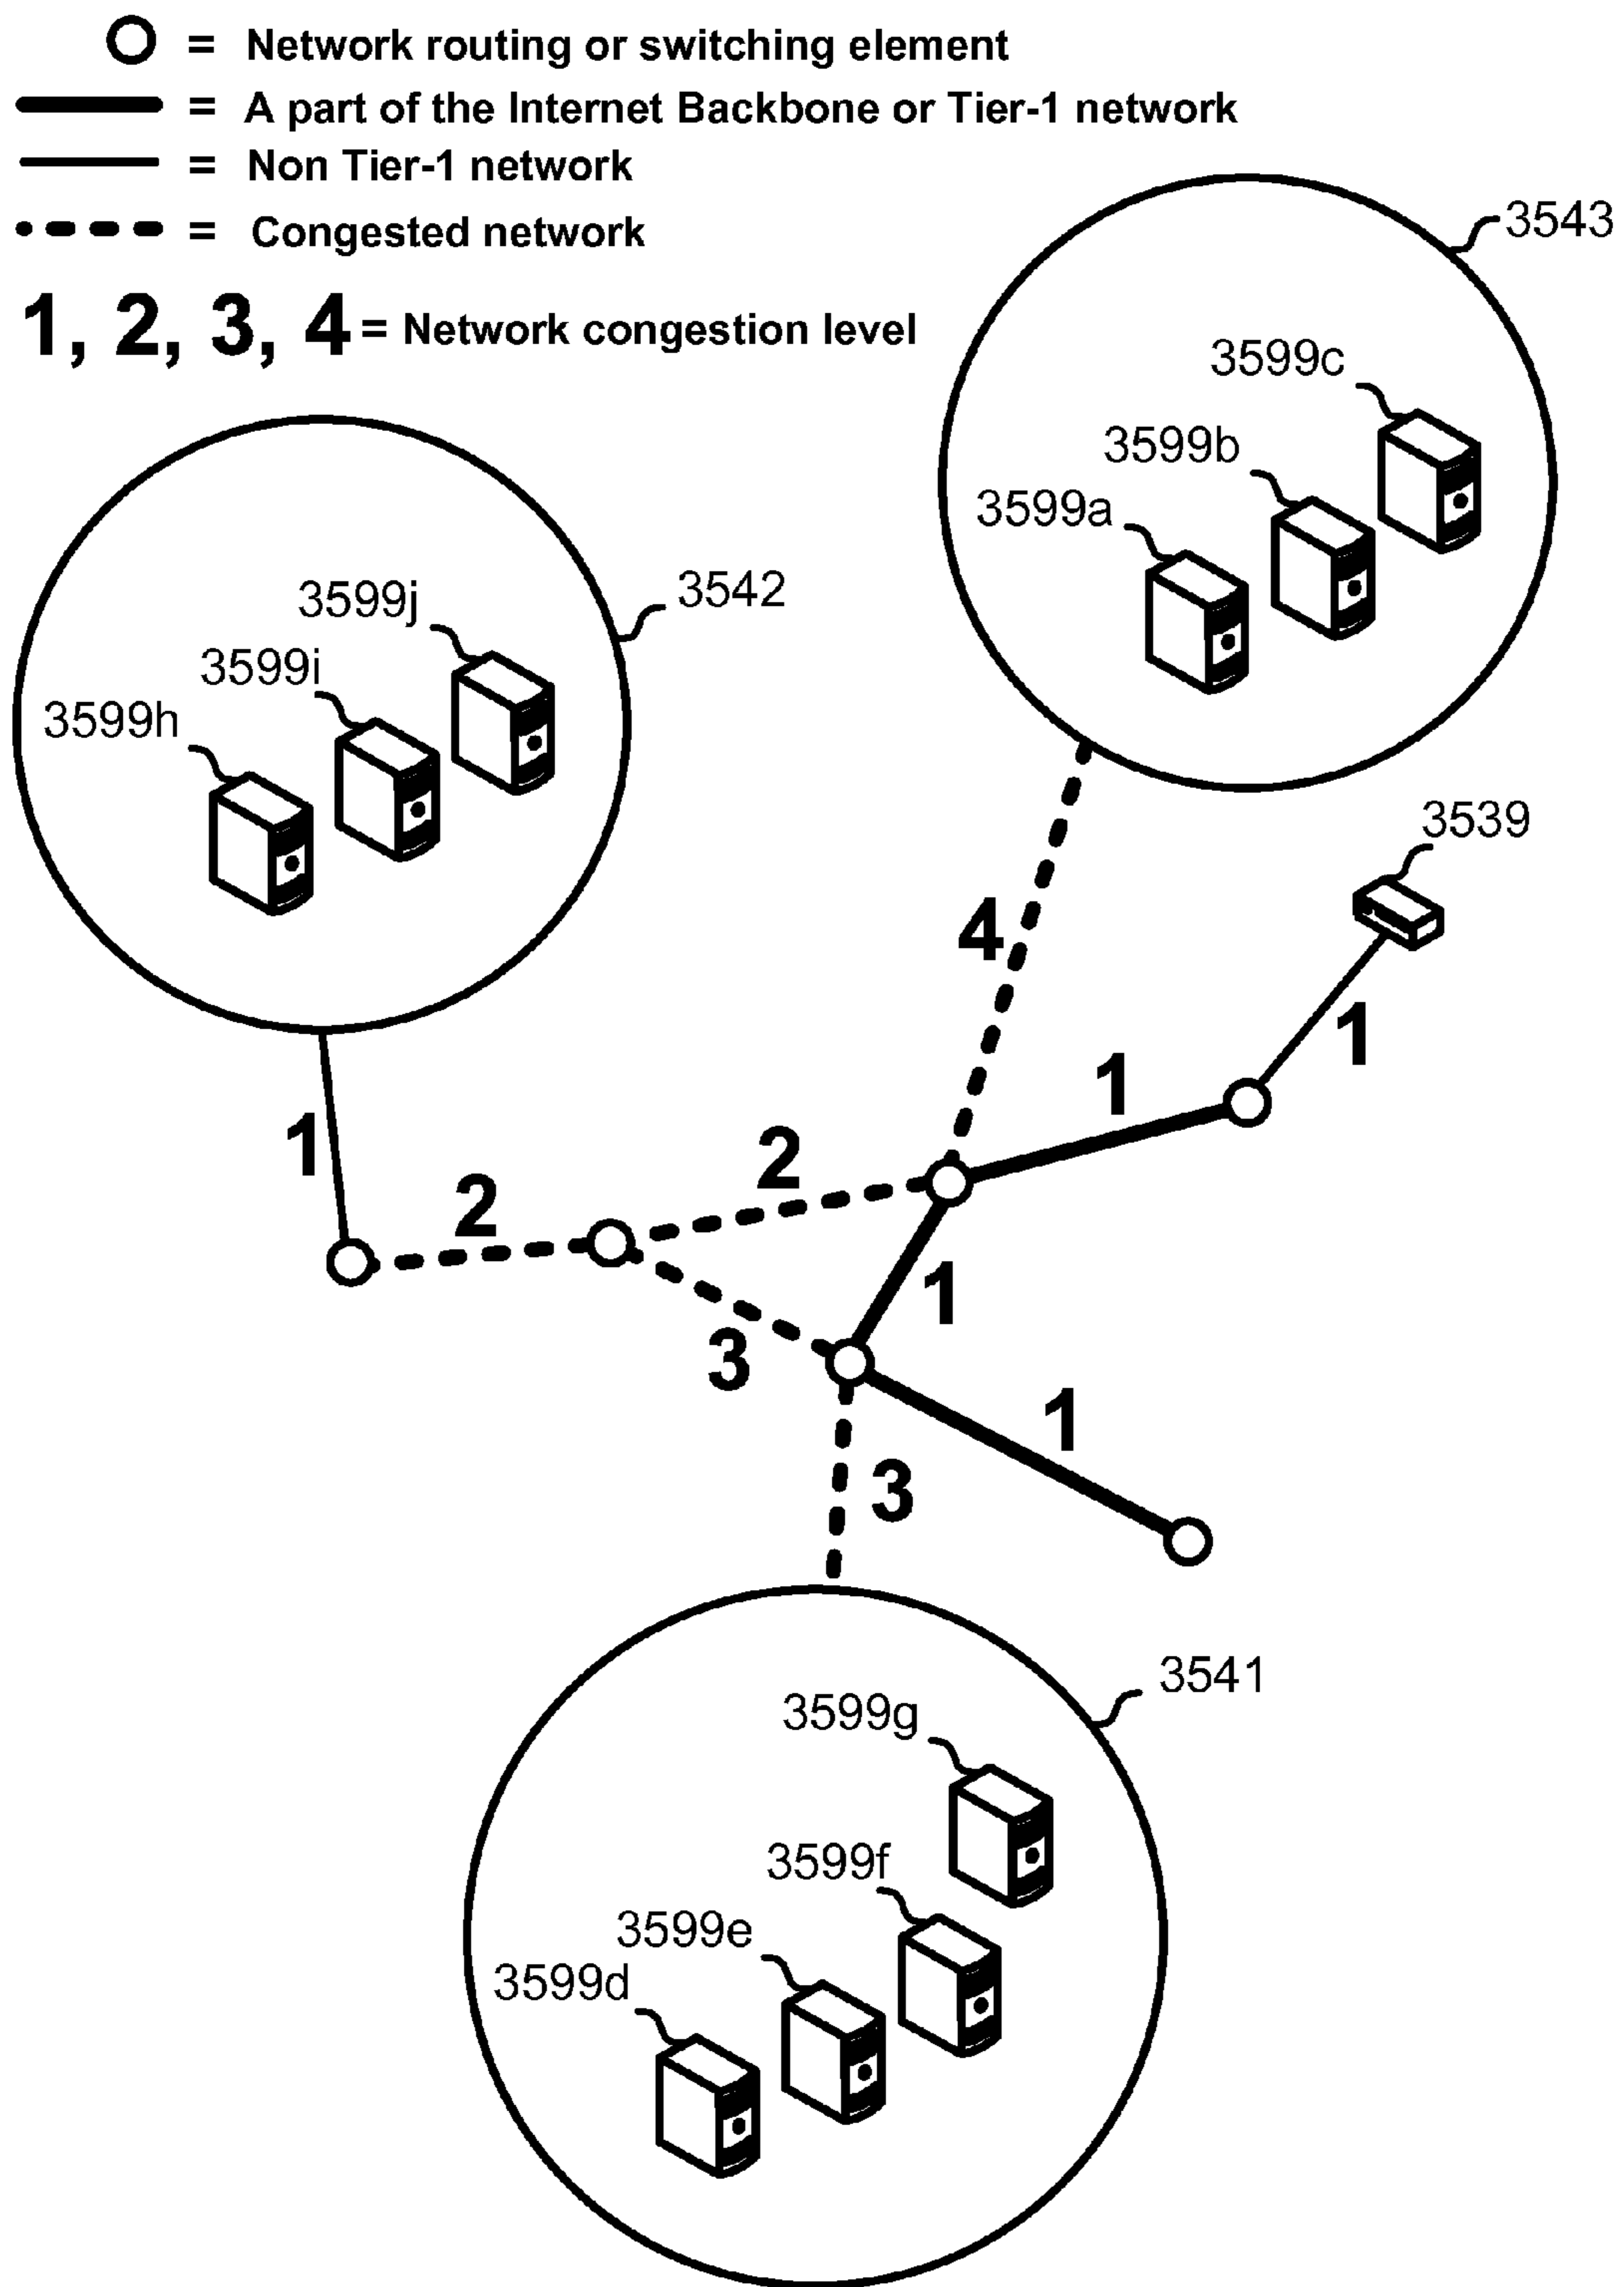 = Network routing or switching element
= A part of the Internet Backbone or Tier-1 network
= Non Tier-1 network
= Congested network
1, 2, 3, 4 = Network congestion level
3543
3599c
3599b
3599a
3542
3599j
3599i
3599h
3539
4
1
1
1
2
2
1
3
1
3
3541
3599g
3599f
3599e
3599d